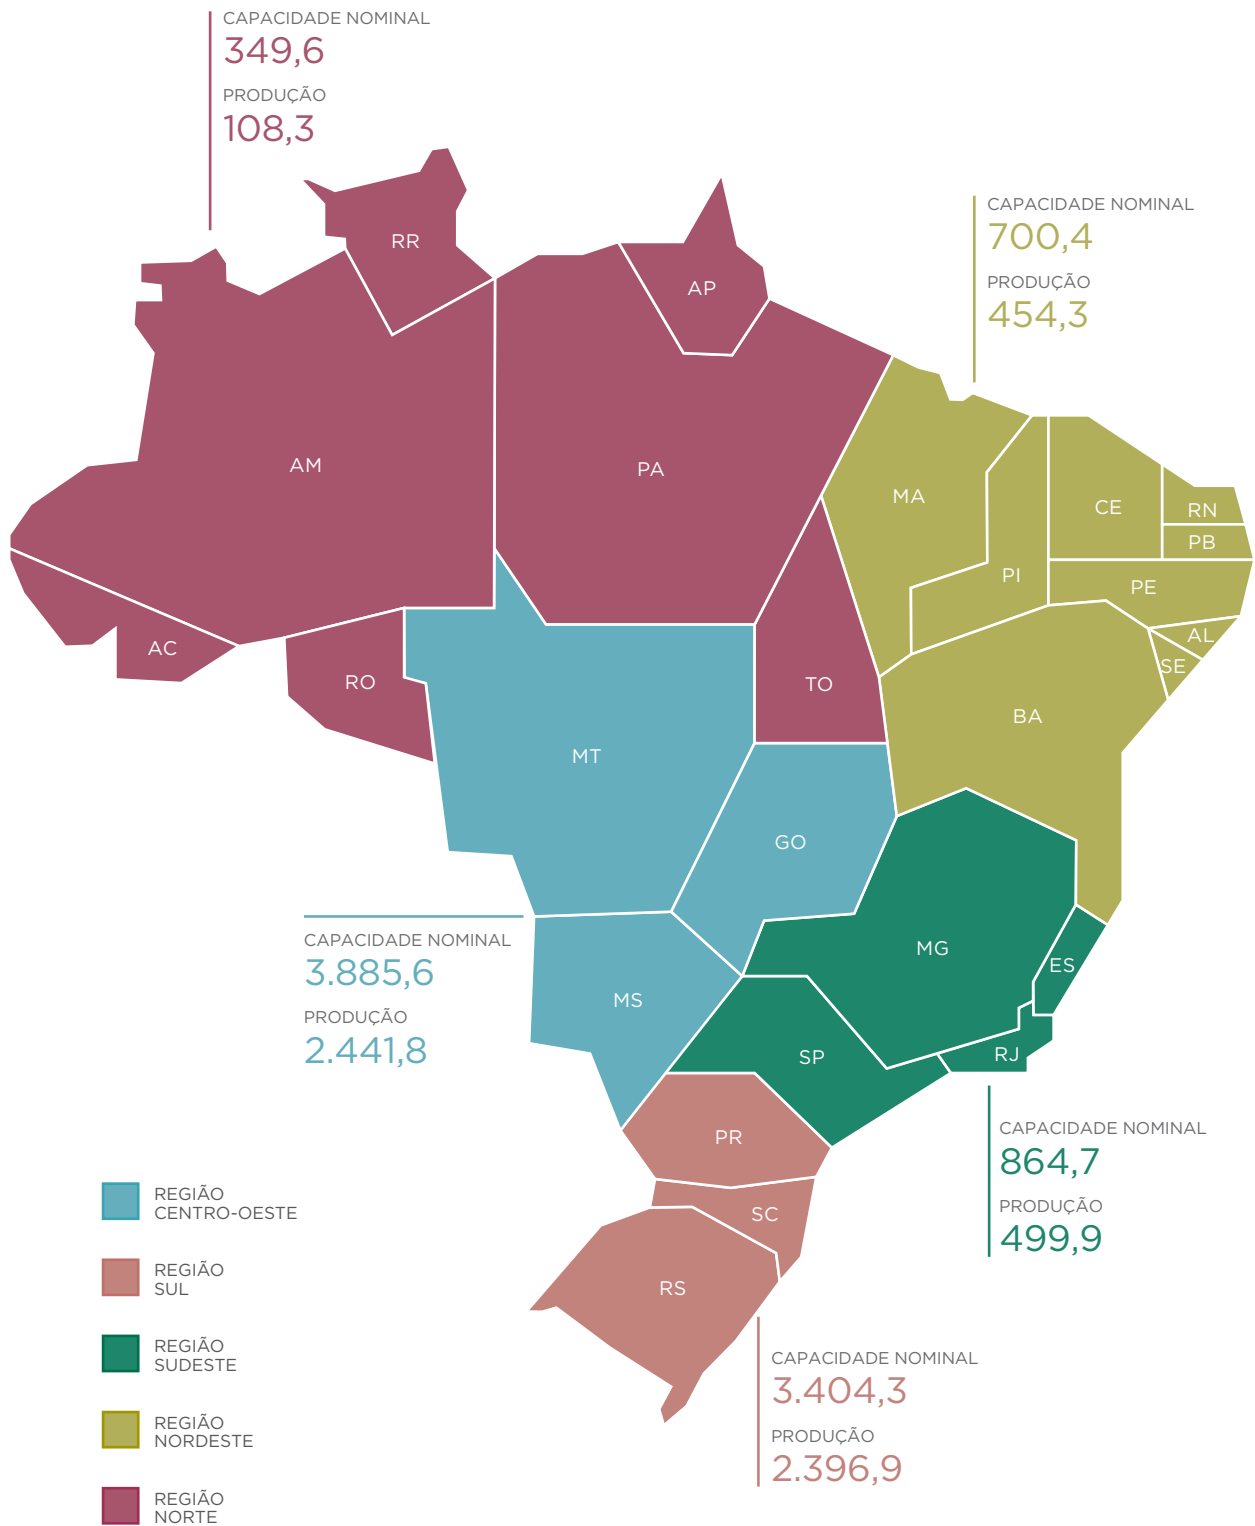 CAPACIDADE NOMINAL
349,6
PRODUÇÃO
108,3
CAPACIDADE NOMINAL
700,4
PRODUÇÃO
454,3
RR
AP
AM
PA
MA
CE
RN
PB
PI
PE
AL
SE
AC
RO
TO
BA
MT
GO
MG
ES
MS
SP
RJ
CAPACIDADE NOMINAL
3.885,6
PRODUÇÃO
2.441,8
PR
SC
RS
CAPACIDADE NOMINAL
864,7
PRODUÇÃO
499,9
CAPACIDADE NOMINAL
3.404,3
PRODUÇÃO
2.396,9
REGIÃO
CENTRO-OESTE
REGIÃO
SUL
REGIÃO
SUDESTE
REGIÃO
NORDESTE
REGIÃO
NORTE